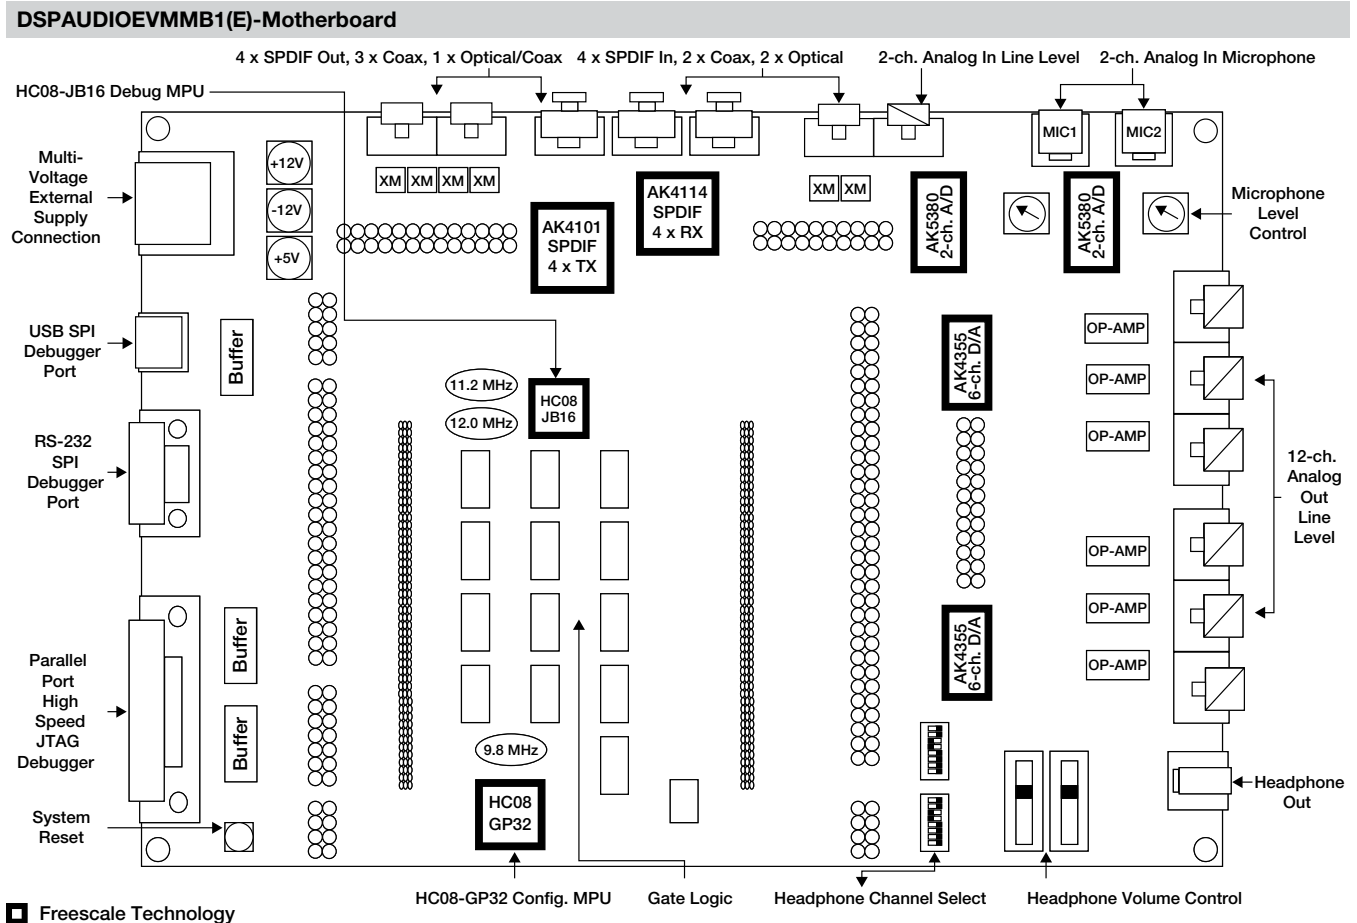 DSPAUDIOEVMMB1(E)-Motherboard
4 x SPDIF Out, 3 x Coax, 1 x Optical/Coax
4 x SPDIF In, 2 x Coax, 2 x Optical
2-ch. Analog In Line Level
2-ch. Analog In Microphone
HC08-JB16 Debug MPU
MIC1
MIC2
Multi-
Voltage
External
Supply
Connection
+12V
-12V
+5V
XM
XM
XM
XM
AK4101
SPDIF
4 x TX
AK4114
SPDIF
4 x RX
XM
XM
AK5380
2-ch. A/D
AK5380
2-ch. A/D
Microphone
Level
Control
USB SPI
Debugger
Port
Buffer
11.2 MHz
12.0 MHz
HC08
JB16
AK4355
6-ch. D/A
OP-AMP
OP-AMP
OP-AMP
RS-232
SPI
Debugger
Port
12-ch.
Analog
Out
Line
Level
OP-AMP
OP-AMP
OP-AMP
AK4355
6-ch. D/A
Buffer
Buffer
Parallel
Port
High
Speed
JTAG
Debugger
9.8 MHz
HC08
GP32
Headphone
Out
System
Reset
HC08-GP32 Config. MPU
Gate Logic
Headphone Channel Select
Headphone Volume Control
Freescale Technology